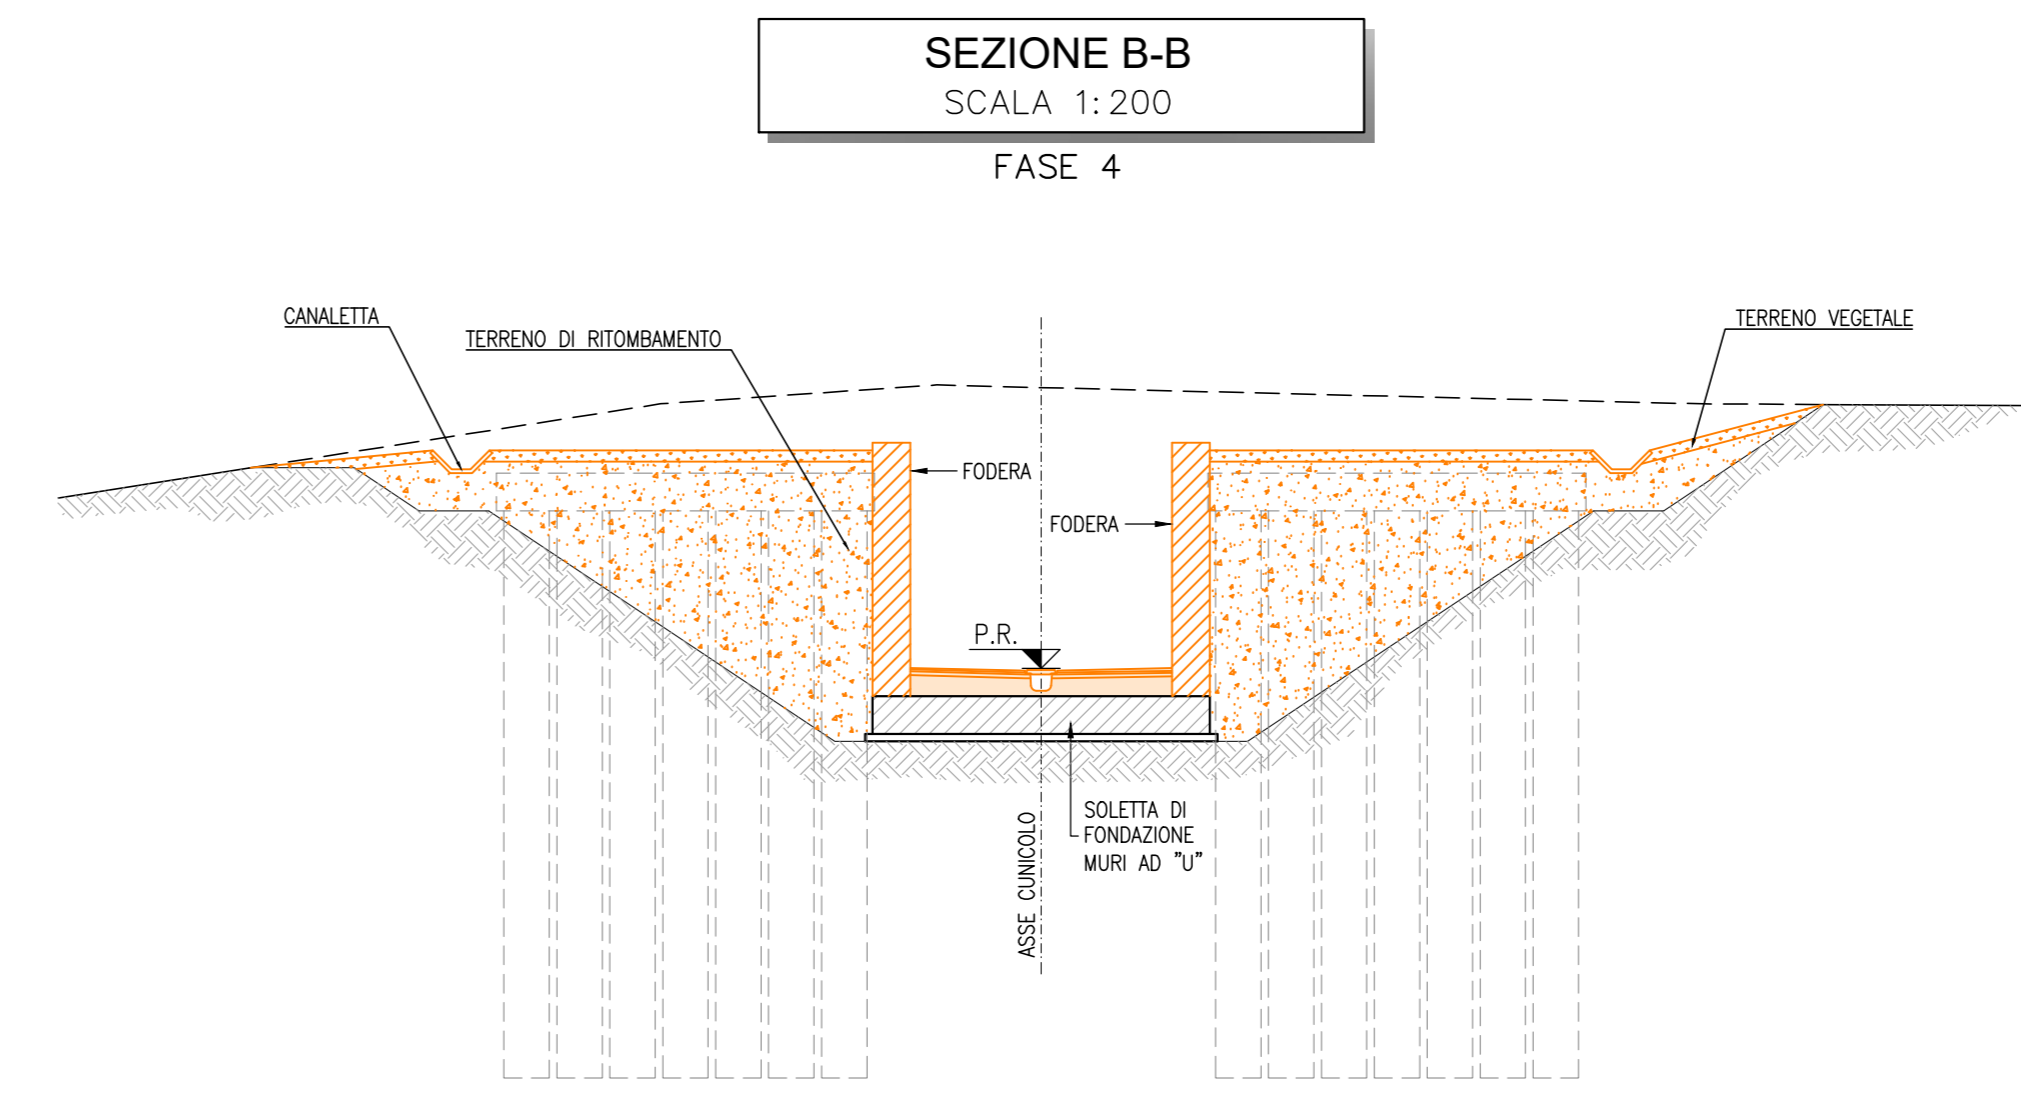 SEZIONE B-B
SCALA 1:200
FASE 4
CANALETTA
TERRENO DI RITOMBAMENTO
TERRENO VEGETALE
FODERA
FODERA
P.R.
SOLETTA DI
FONDAZIONE
MURI AD "U"
ASSE CUNICOLO